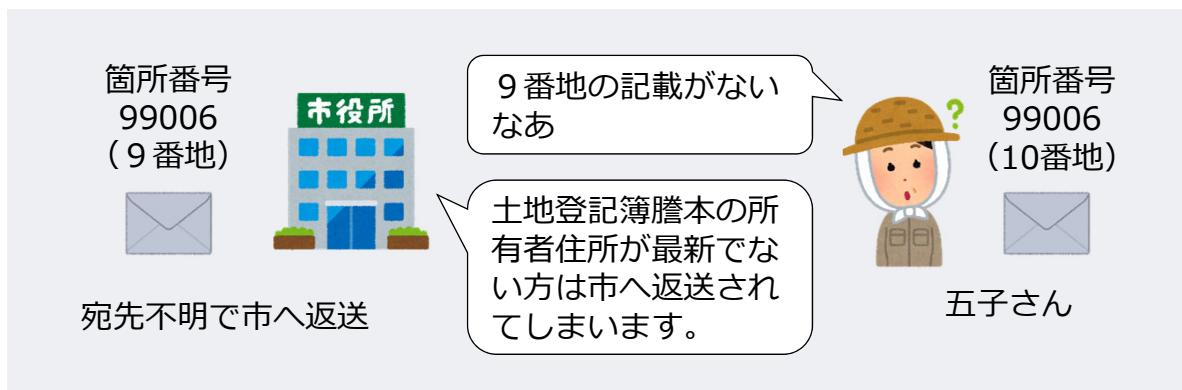 箇所番号
99006
（９番地）
市役所
宛先不明で市へ返送
９番地の記載がない
なあ
土地登記簿謄本の所
有者住所が最新でな
い方は市へ返送され
てしまいます。
?
箇所番号
99006
（10番地）
五子さん